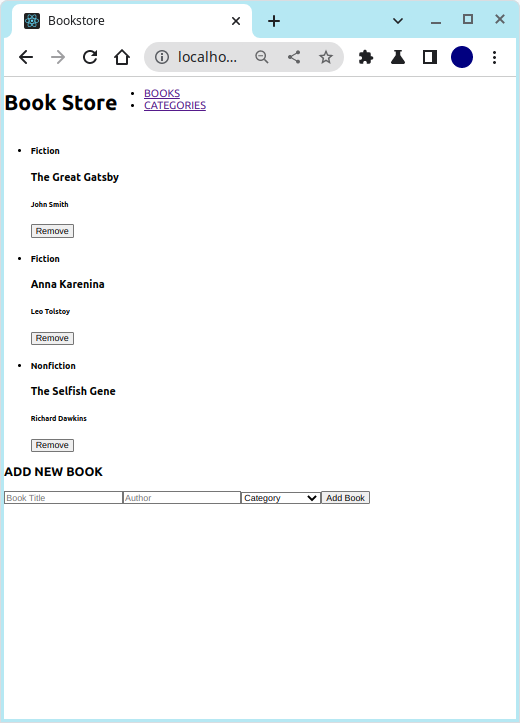 Bookstore
localho...
Book Store
BOOKS
CATEGORIES
Fiction
The Great Gatsby
John Smith
Remove
Fiction
Anna Karenina
Leo Tolstoy
Remove
Nonfiction
The Selfish Gene
Richard Dawkins
Remove
ADD NEW BOOK
Book Title Author Category Add Book